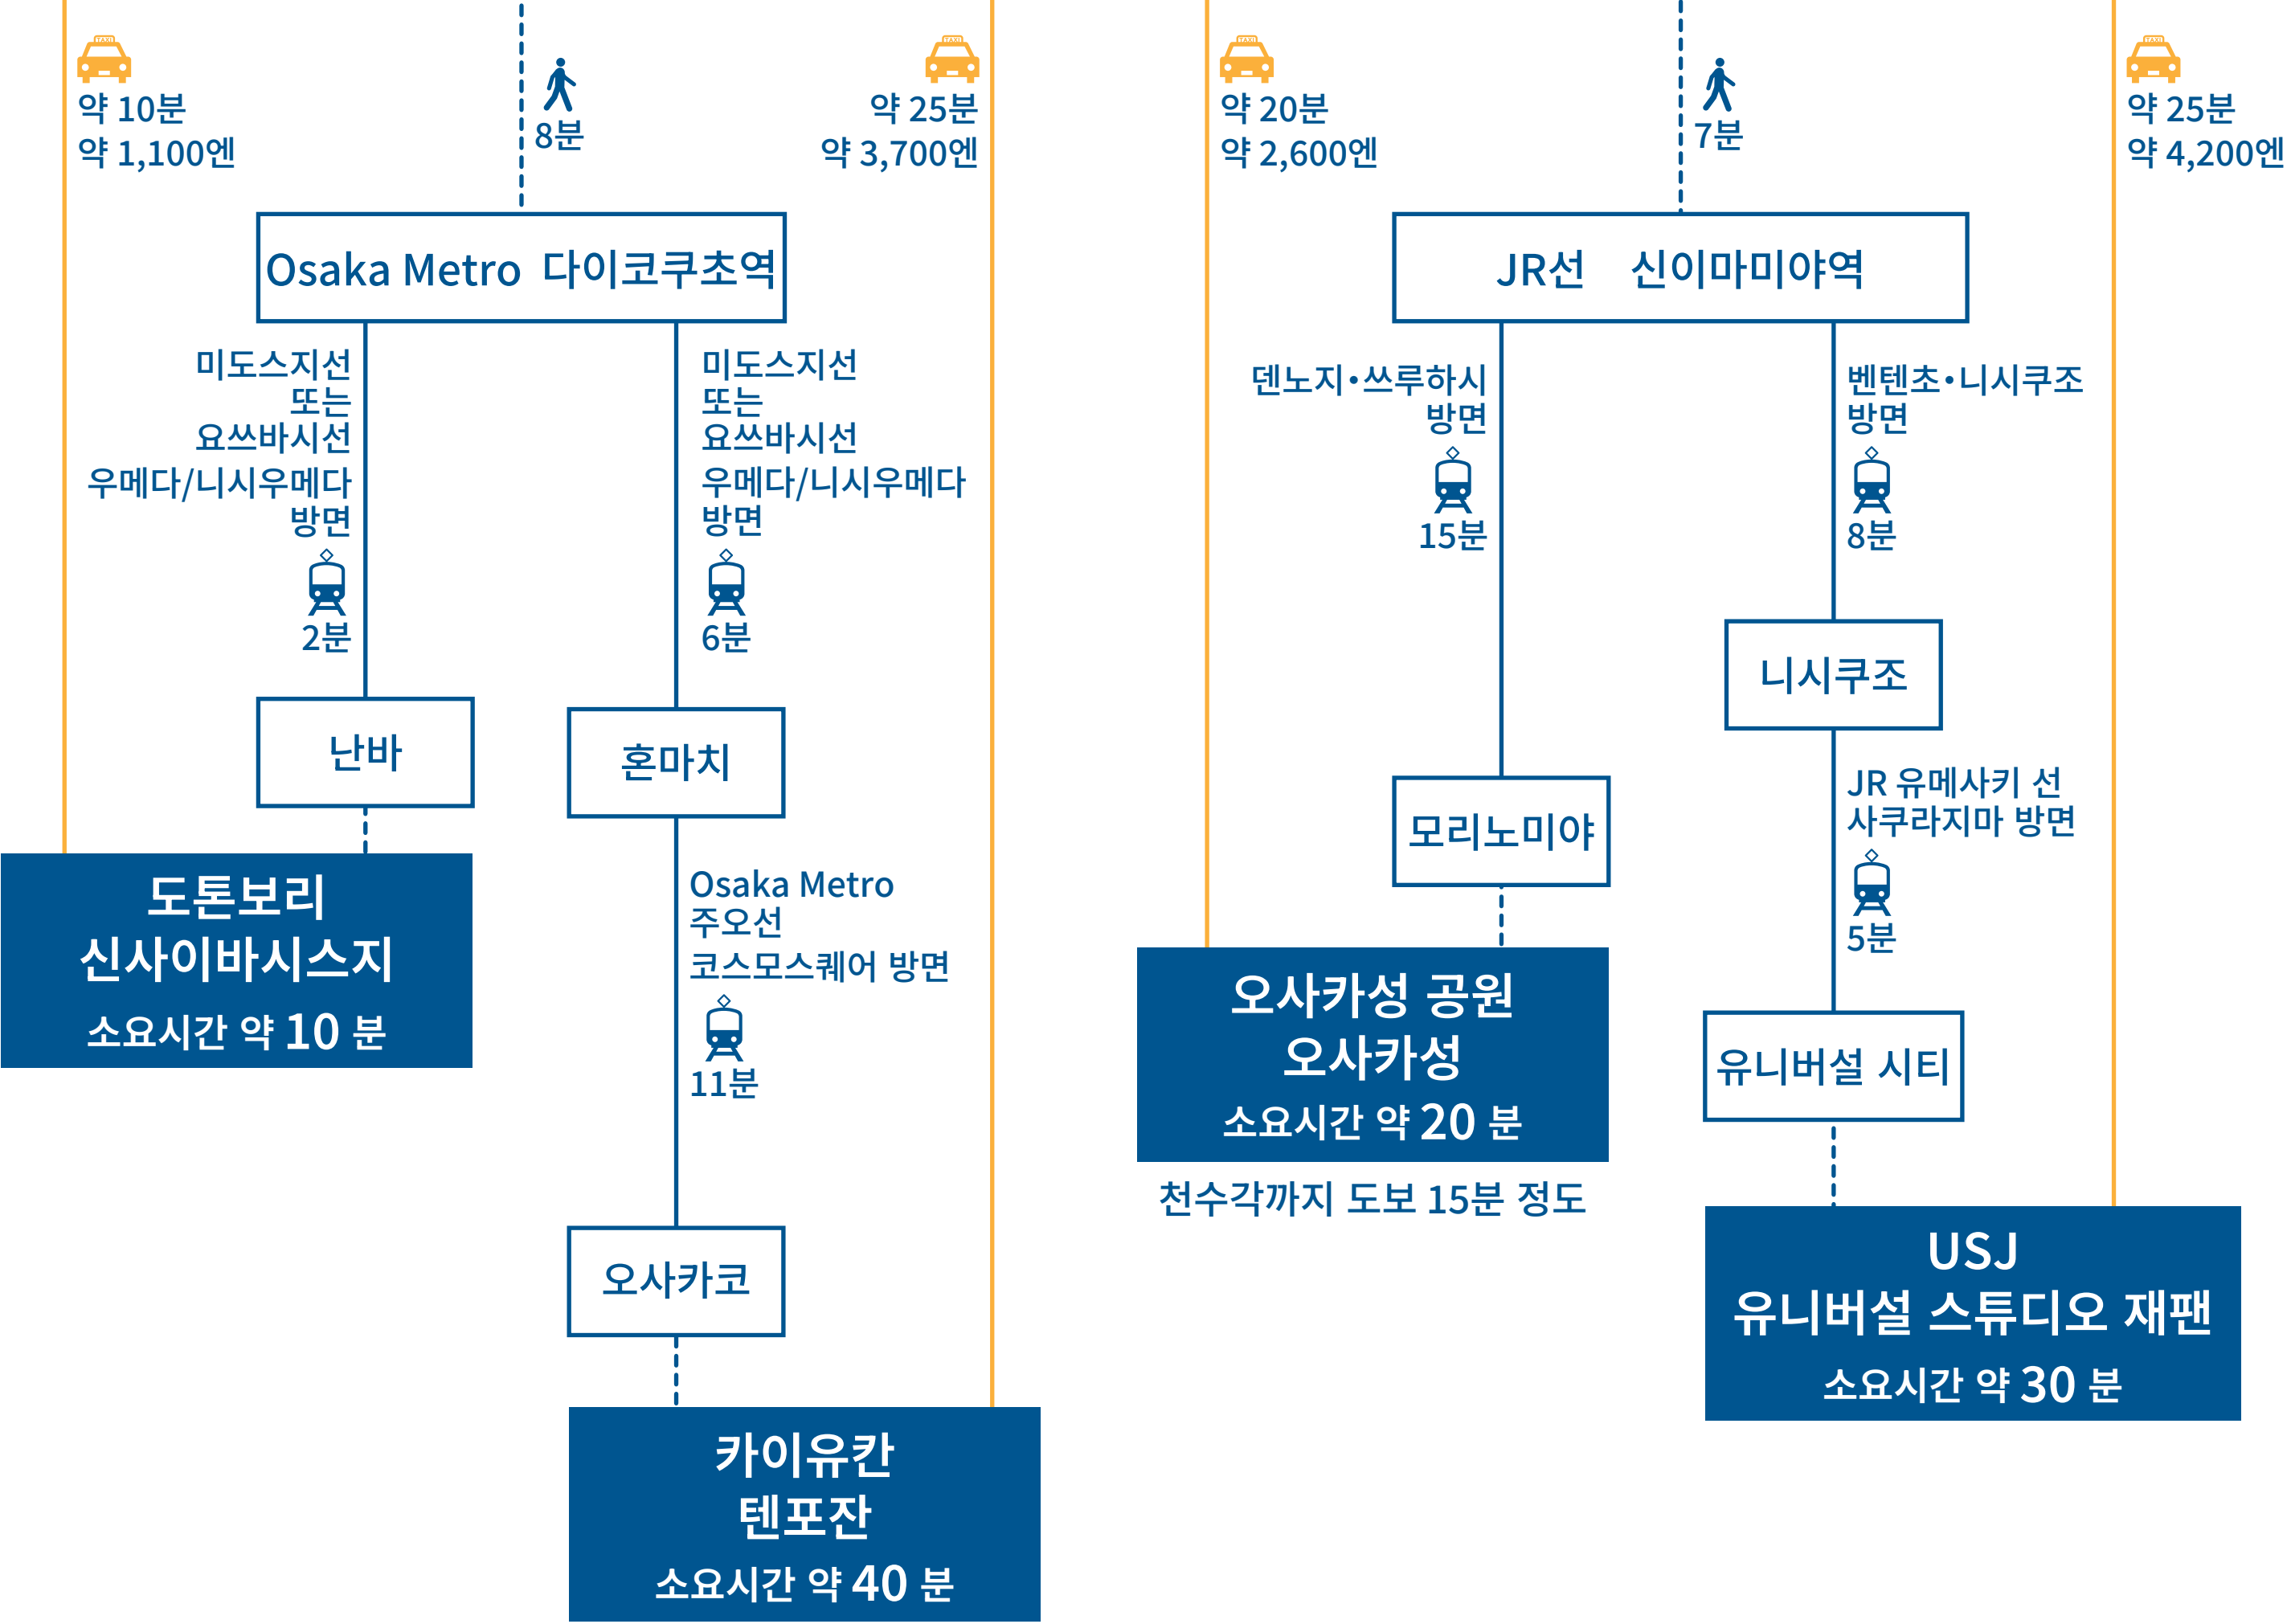 TAXI
약 10분
약 1,100엔
8분
TAXI
약 25분
약 3,700엔
Osaka Metro 다이코쿠초역
미도스지선
또는
요쓰바시선
우메다/니시우메다
방면
2분
난바
도톤보리
신사이바시스지
소요시간 약 10 분
미도스지선
또는
요쓰바시선
우메다/니시우메다
방면
6분
혼마치
Osaka Metro
주오선
코스모스퀘어 방면
11분
오사카코
카이유칸
텐포잔
소요시간 약 40 분
TAXI
약 20분
약 2,600엔
7분
TAXI
약 25분
약 4,200엔
JR선 신이마미야역
덴노지・쓰루하시
방면
15분
모리노미야
오사카성 공원
오사카성
소요시간 약 20 분
천수각까지 도보 15분 정도
벤텐초・니시쿠조
방면
8분
니시쿠조
JR 유메사키 선
사쿠라지마 방면
5분
유니버설 시티
USJ
유니버설 스튜디오 재팬
소요시간 약 30 분